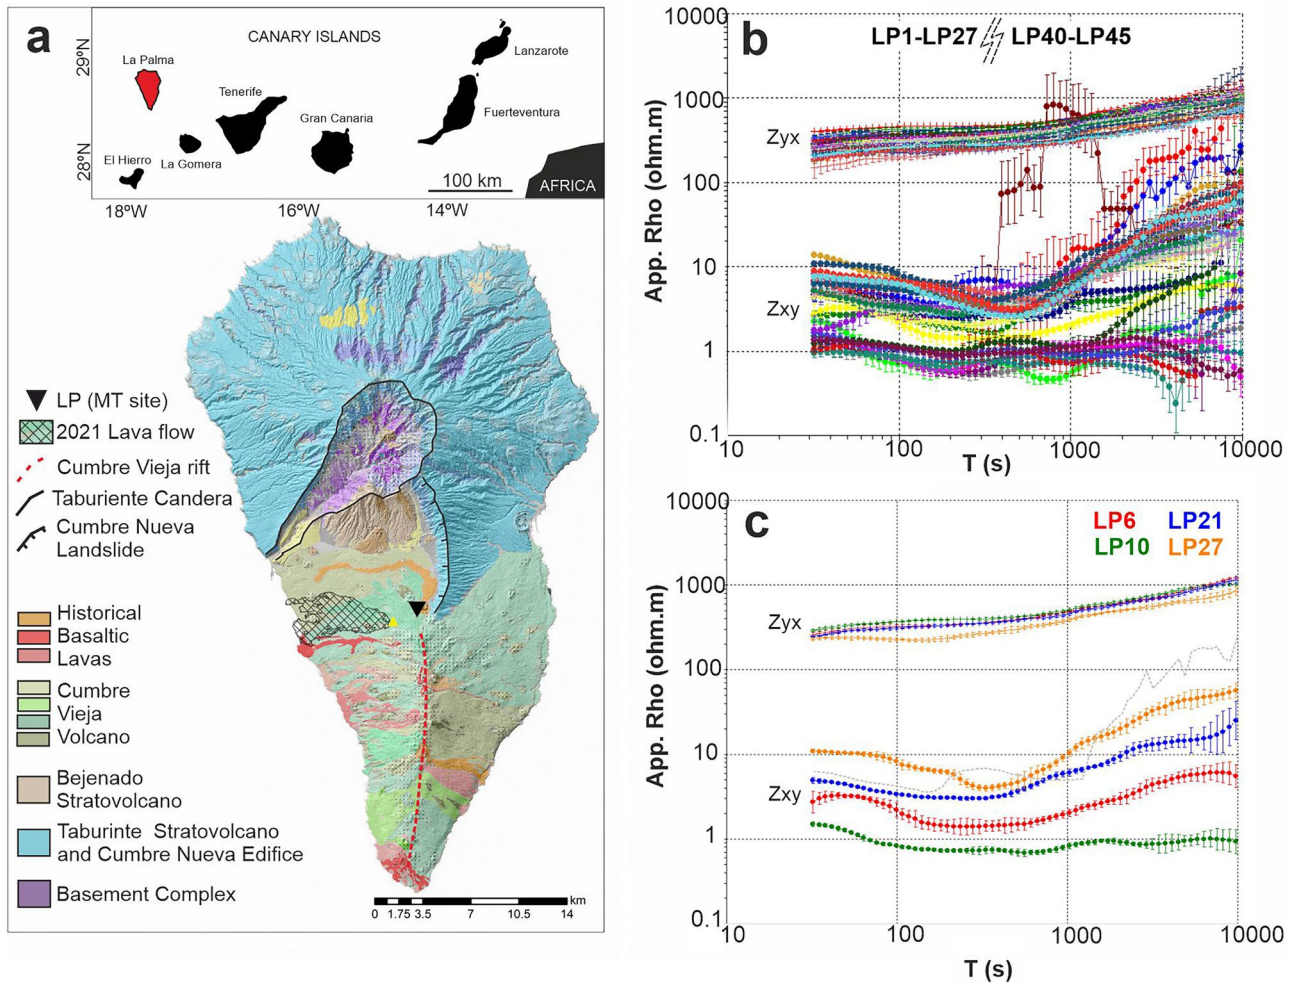 a
CANARY ISLANDS
29ºN
28ºN
La Palma
Lanzarote
Tenerife
Fuerteventura
Gran Canaria
El Hierro
La Gomera
100 km
AFRICA
18ºW
16ºW
14ºW
LP (MT site)
2021 Lava flow
Cumbre Vieja rift
Taburiente Candera
Cumbre Nueva
Landslide
Historical
Basaltic
Lavas
Cumbre
Vieja
Volcano
Bejenado
Stratovolcano
Taburinte Stratovolcano
and Cumbre Nueva Edifice
Basement Complex
km
0 1.75 3.5 7 10.5 14
b
LP1-LP27 LP40-LP45
App. Rho (ohm.m)
10000
1000
100
10
1
0.1
Zyx
Zxy
10 100 1000 10000
T (s)
c
LP6 LP21
LP10 LP27
App. Rho (ohm.m)
10000
1000
100
10
1
0.1
Zyx
Zxy
10 100 1000 10000
T (s)